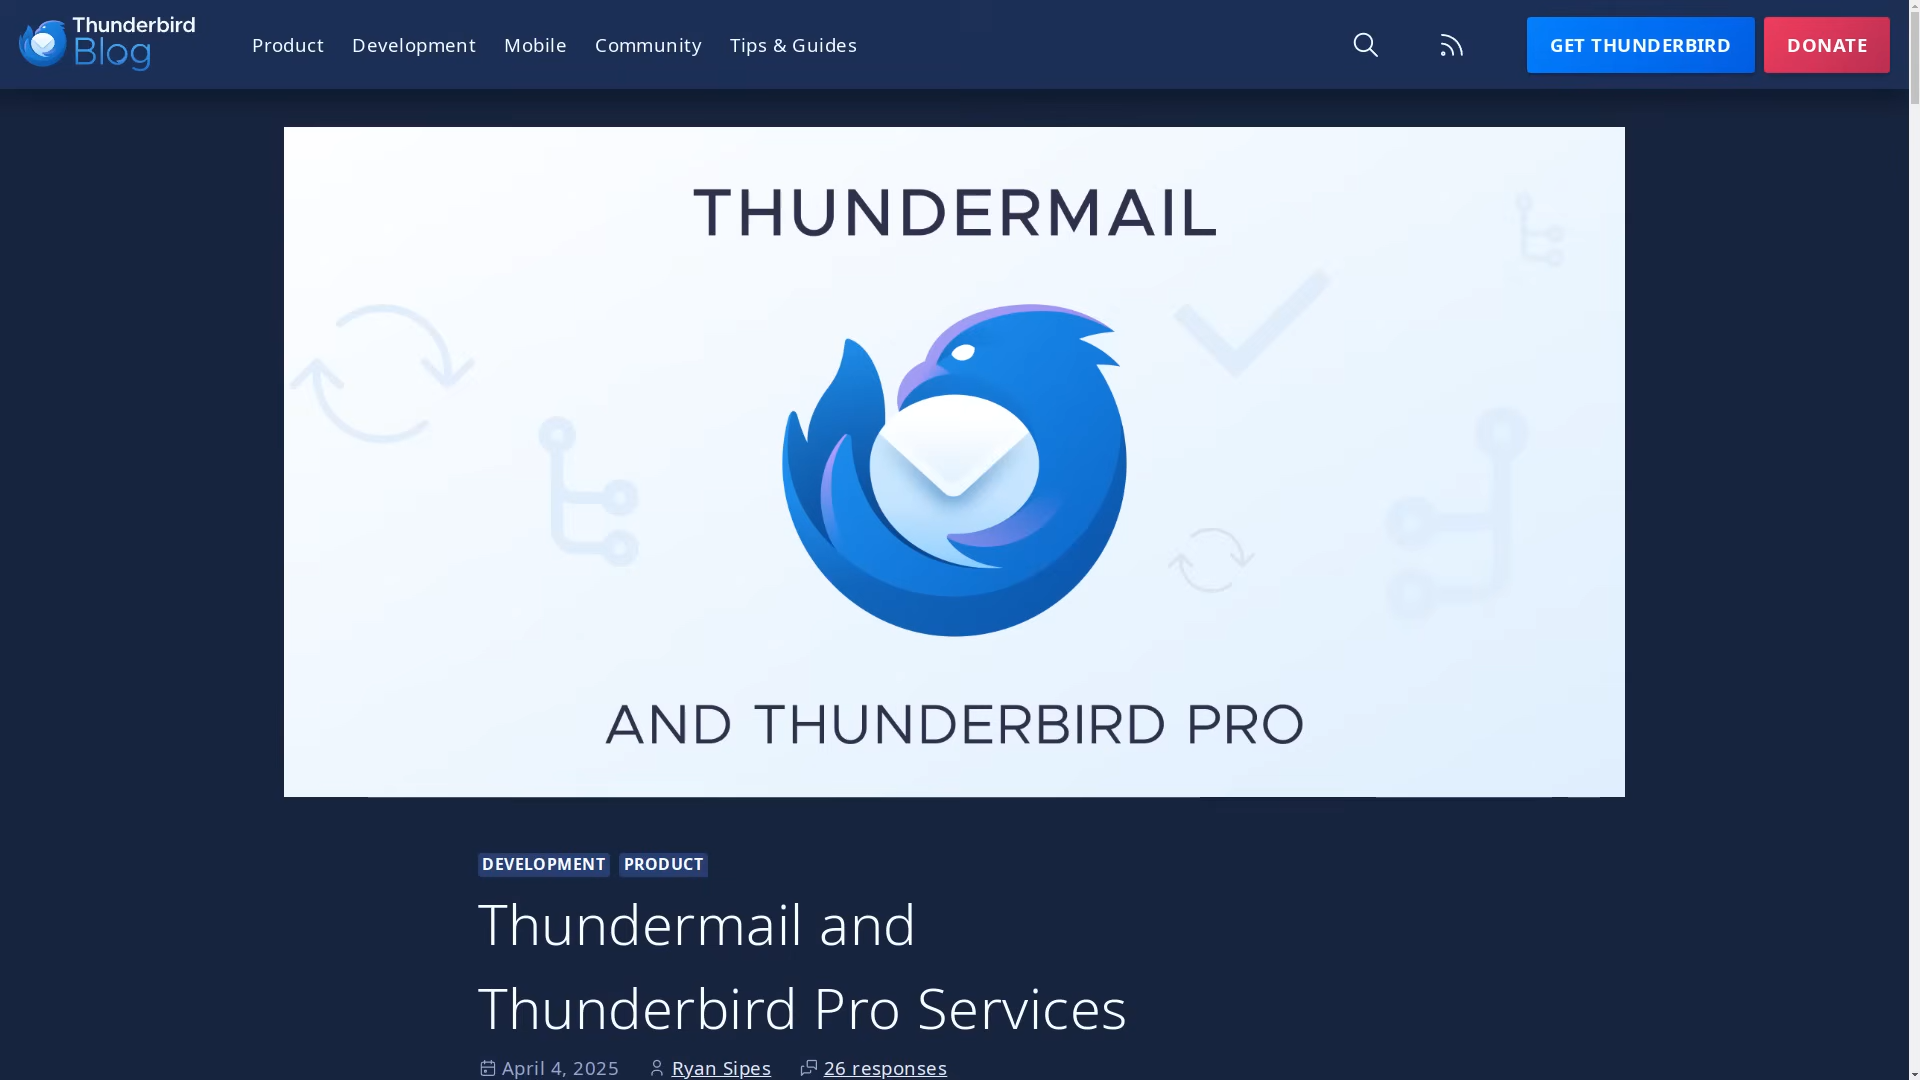 Thunderbird
Blog
Product Development Mobile Community Tips & Guides GET THUNDERBIRD DONATE
THUNDERMAIL
AND THUNDERBIRD PRO
DEVELOPMENT PRODUCT
Thundermail and
Thunderbird Pro Services
April 4, 2025 Ryan Sipes 26 responses